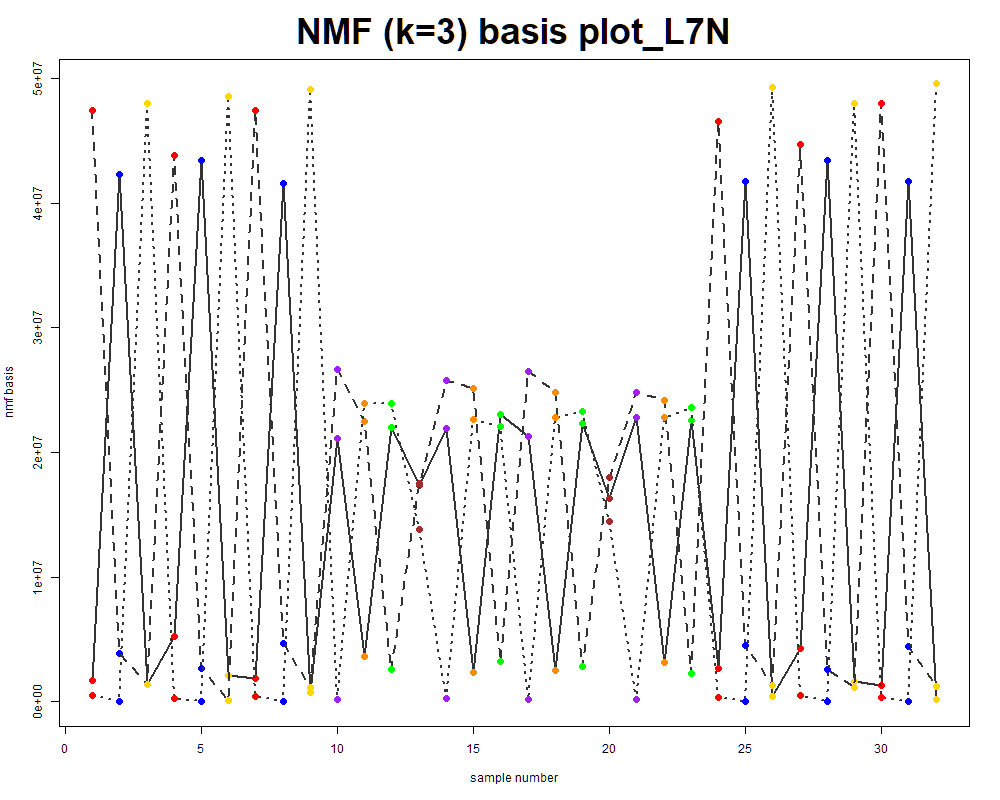 NMF (k=3) basis plot_L7N
5e+07
4e+07
3e+07
2e+07
1e+07
0e+00
nmf basis
0 5 10 15 20 25 30
sample number